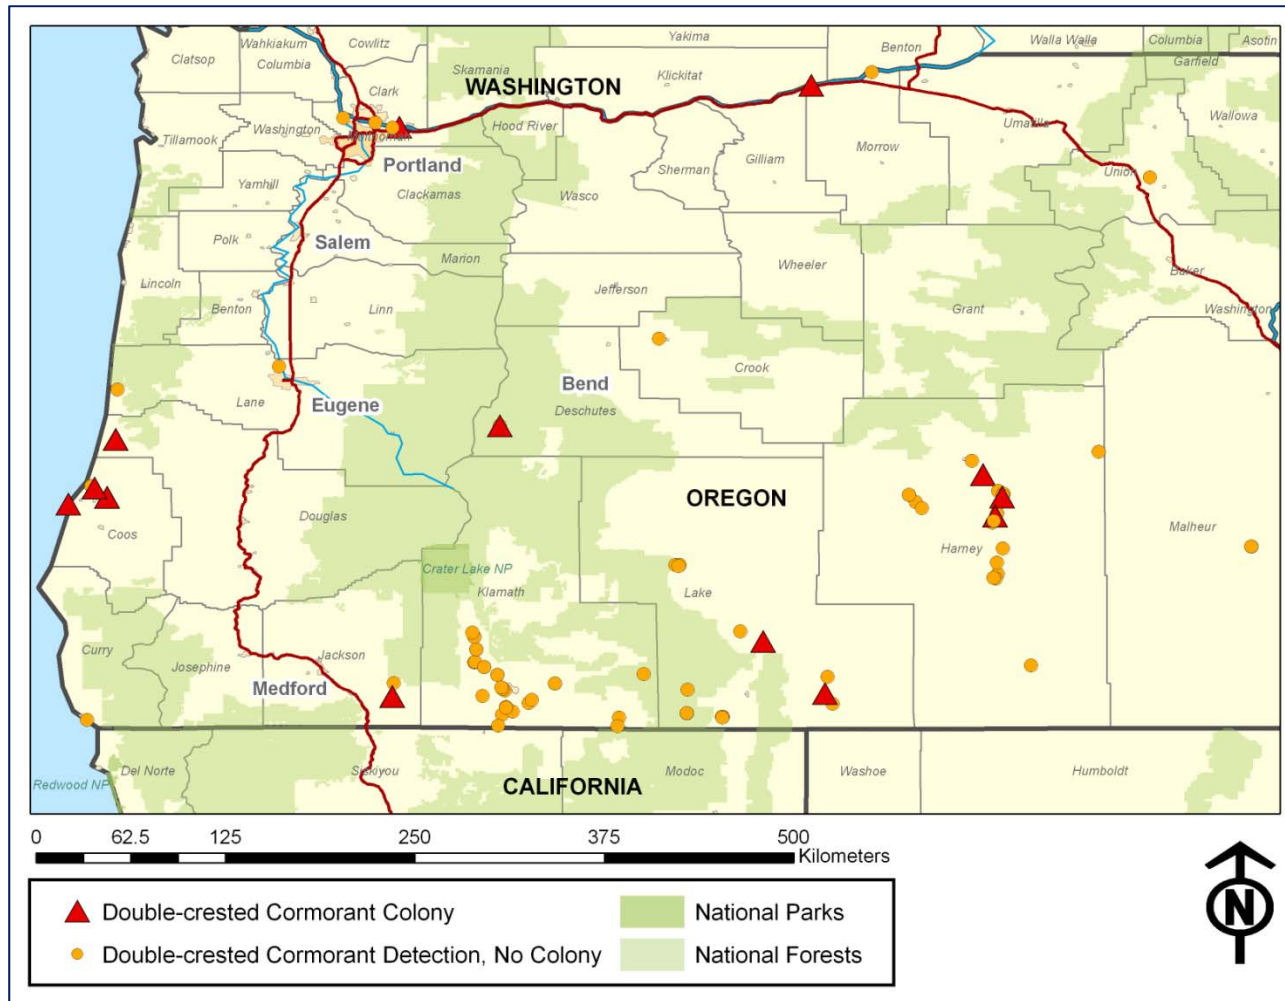 Wahkiakum
Cowlitz
Yakima
Benton
Walla Walla
Columbia
Asotin
Clatsop
Columbia
Skamania
Klickitat
Garfield
WASHINGTON
Clark
Wallowa
Washington
Hood River
Umatilla
Tillamook
Multnomah
Portland
Sherman
Gilliam
Morrow
Union
Yamhill
Clackamas
Wasco
Polk
Salem
Marion
Wheeler
Baker
Lincoln
Benton
Linn
Jefferson
Grant
Washington
Crook
Lane
Eugene
Bend
Deschutes
OREGON
Douglas
Malheur
Coos
Harney
Crater Lake NP
Klamath
Lake
Curry
Josephine
Jackson
Medford
Redwood NP
Del Norte
Siskiyou
CALIFORNIA
Modoc
Washoe
Humboldt
0 62.5 125 250 375 500
Kilometers
Double-crested Cormorant Colony
National Parks
Double-crested Cormorant Detection, No Colony
National Forests
N